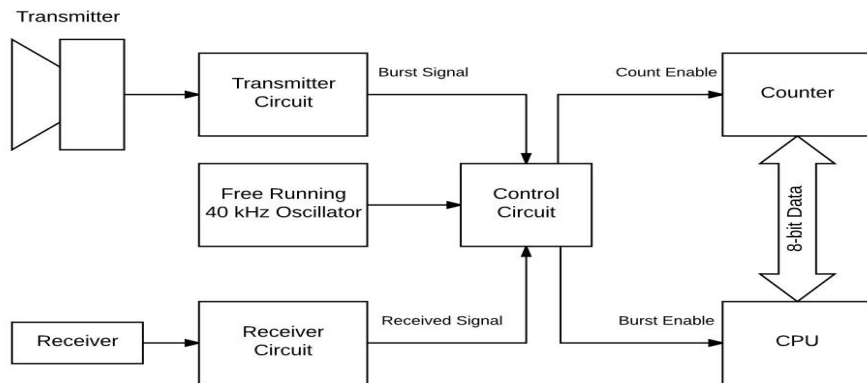 Transmitter
Transmitter
Circuit
Burst Signal
Count Enable
Counter
Free Running
40 kHz Oscillator
Control
Circuit
8-bit Data
Receiver
Receiver
Circuit
Received Signal
Burst Enable
CPU